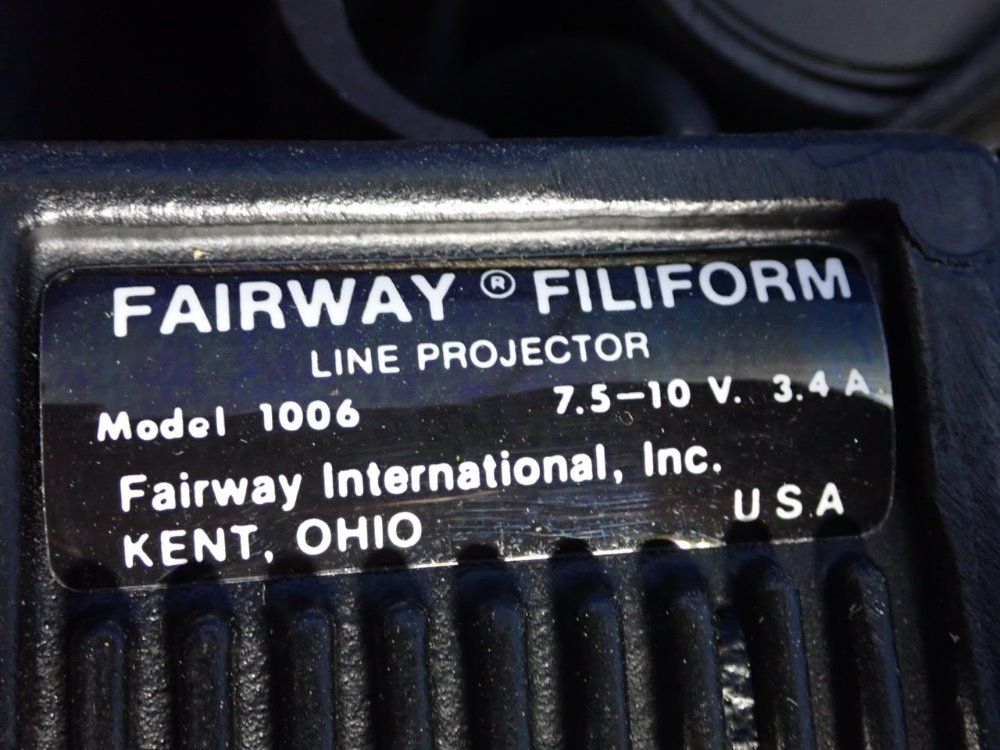 FAIRWAY ® FILIFORM
LINE PROJECTOR
Model 1006 7.5–10 V. 3.4 A.
Fairway International, Inc.
KENT, OHIO USA